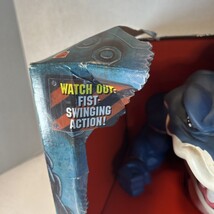 WATCH OUT-
FIST-
SWINGING
ACTION!